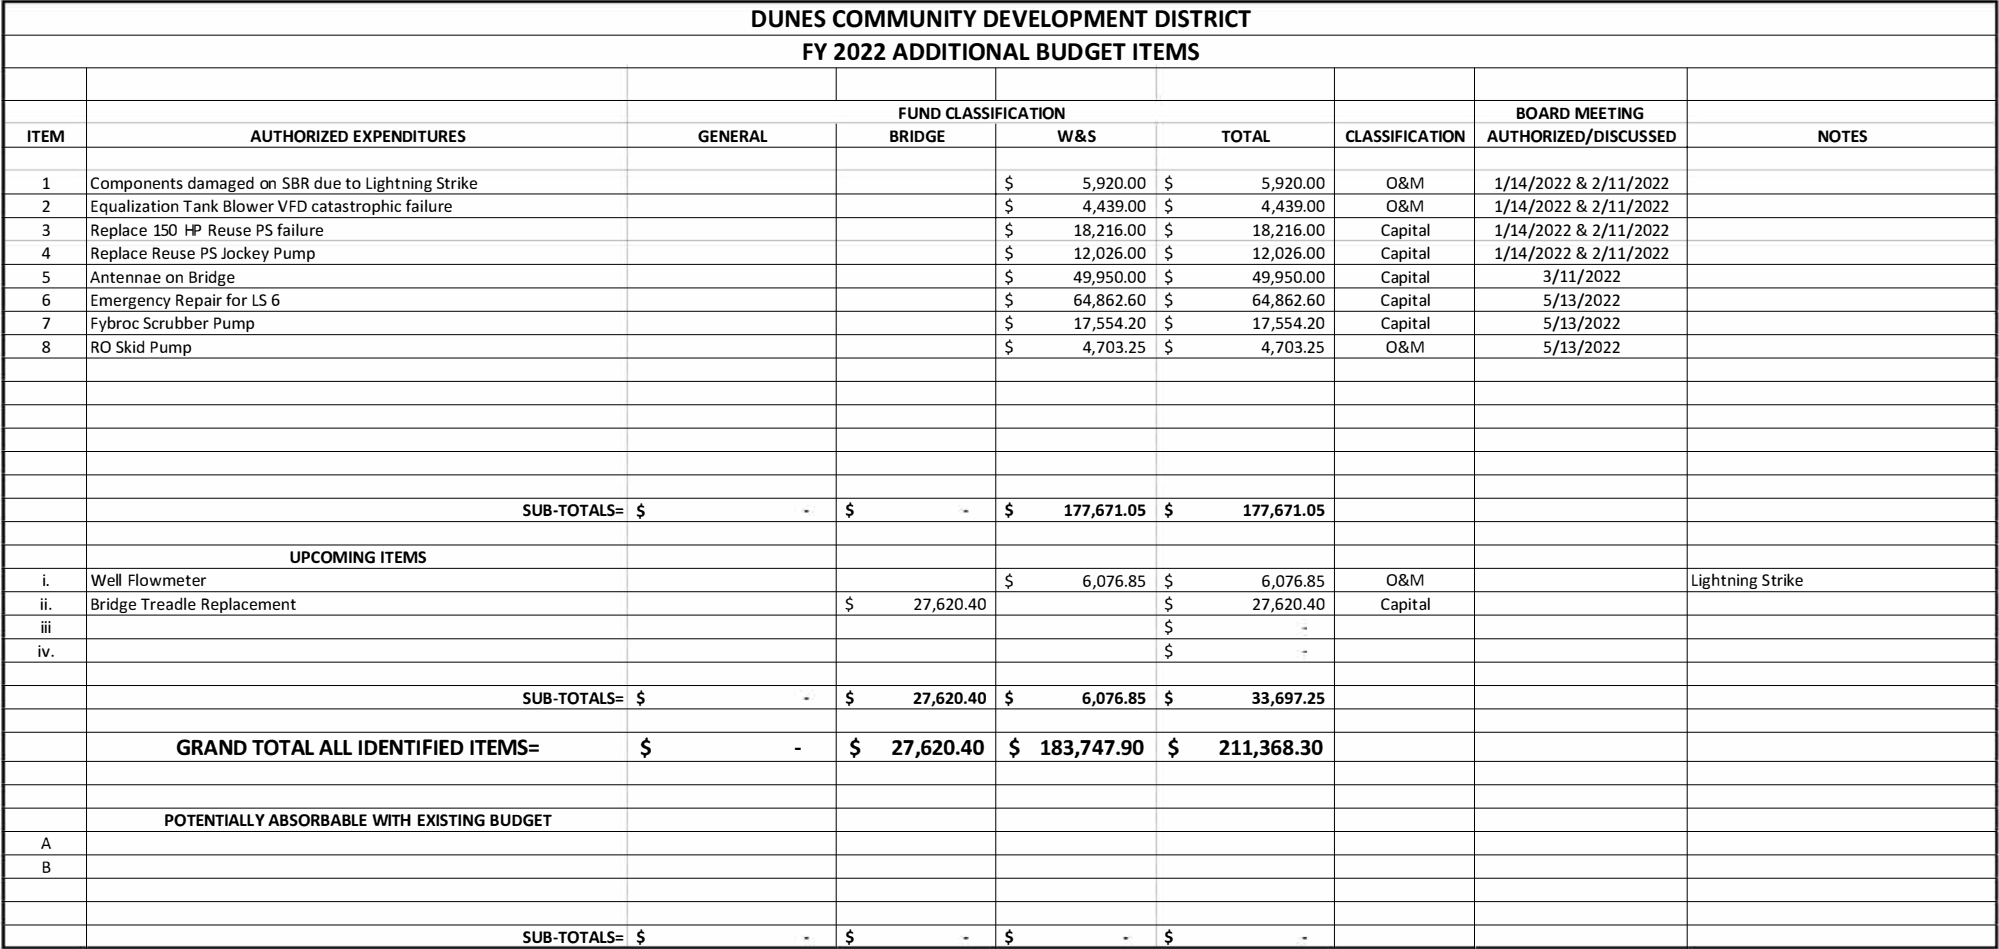 DUNES COMMUNITY DEVELOPMENT DISTRICT
FY 2022 ADDITIONAL BUDGET ITEMS
FUND CLASSIFICATION BOARD MEETING
ITEM AUTHORIZED EXPENDITURES GENERAL BRIDGE W&S TOTAL CLASSIFICATION AUTHORIZED/DISCUSSED NOTES
1 Components damaged on SBR due to Lightning Strike $ 5,920.00 $ 5,920.00 O&M 1/14/2022 & 2/11/2022
2 Equalization Tank Blower VFD catastrophic failure $ 4,439.00 $ 4,439.00 O&M 1/14/2022 & 2/11/2022
3 Replace 150 HP Reuse PS failure $ 18,216.00 $ 18,216.00 Capital 1/14/2022 & 2/11/2022
4 Replace Reuse PS Jockey Pump $ 12,026.00 $ 12,026.00 Capital 1/14/2022 & 2/11/2022
5 Antennae on Bridge $ 49,950.00 $ 49,950.00 Capital 3/11/2022
6 Emergency Repair for LS 6 $ 64,862.60 $ 64,862.60 Capital 5/13/2022
7 Fybroc Scrubber Pump $ 17,554.20 $ 17,554.20 Capital 5/13/2022
8 RO Skid Pump $ 4,703.25 $ 4,703.25 O&M 5/13/2022
SUB-TOTALS= $ - $ - $ 177,671.05 $ 177,671.05
UPCOMING ITEMS
i. Well Flowmeter $ 6,076.85 $ 6,076.85 O&M Lightning Strike
ii. Bridge Treadle Replacement $ 27,620.40 $ 27,620.40 Capital
iii $ -
iv. $ -
SUB-TOTALS= $ - $ 27,620.40 $ 6,076.85 $ 33,697.25
GRAND TOTAL ALL IDENTIFIED ITEMS= $ - $ 27,620.40 $ 183,747.90 $ 211,368.30
POTENTIALLY ABSORBABLE WITH EXISTING BUDGET
A
B
SUB-TOTALS= $ - $ - $ - $ -